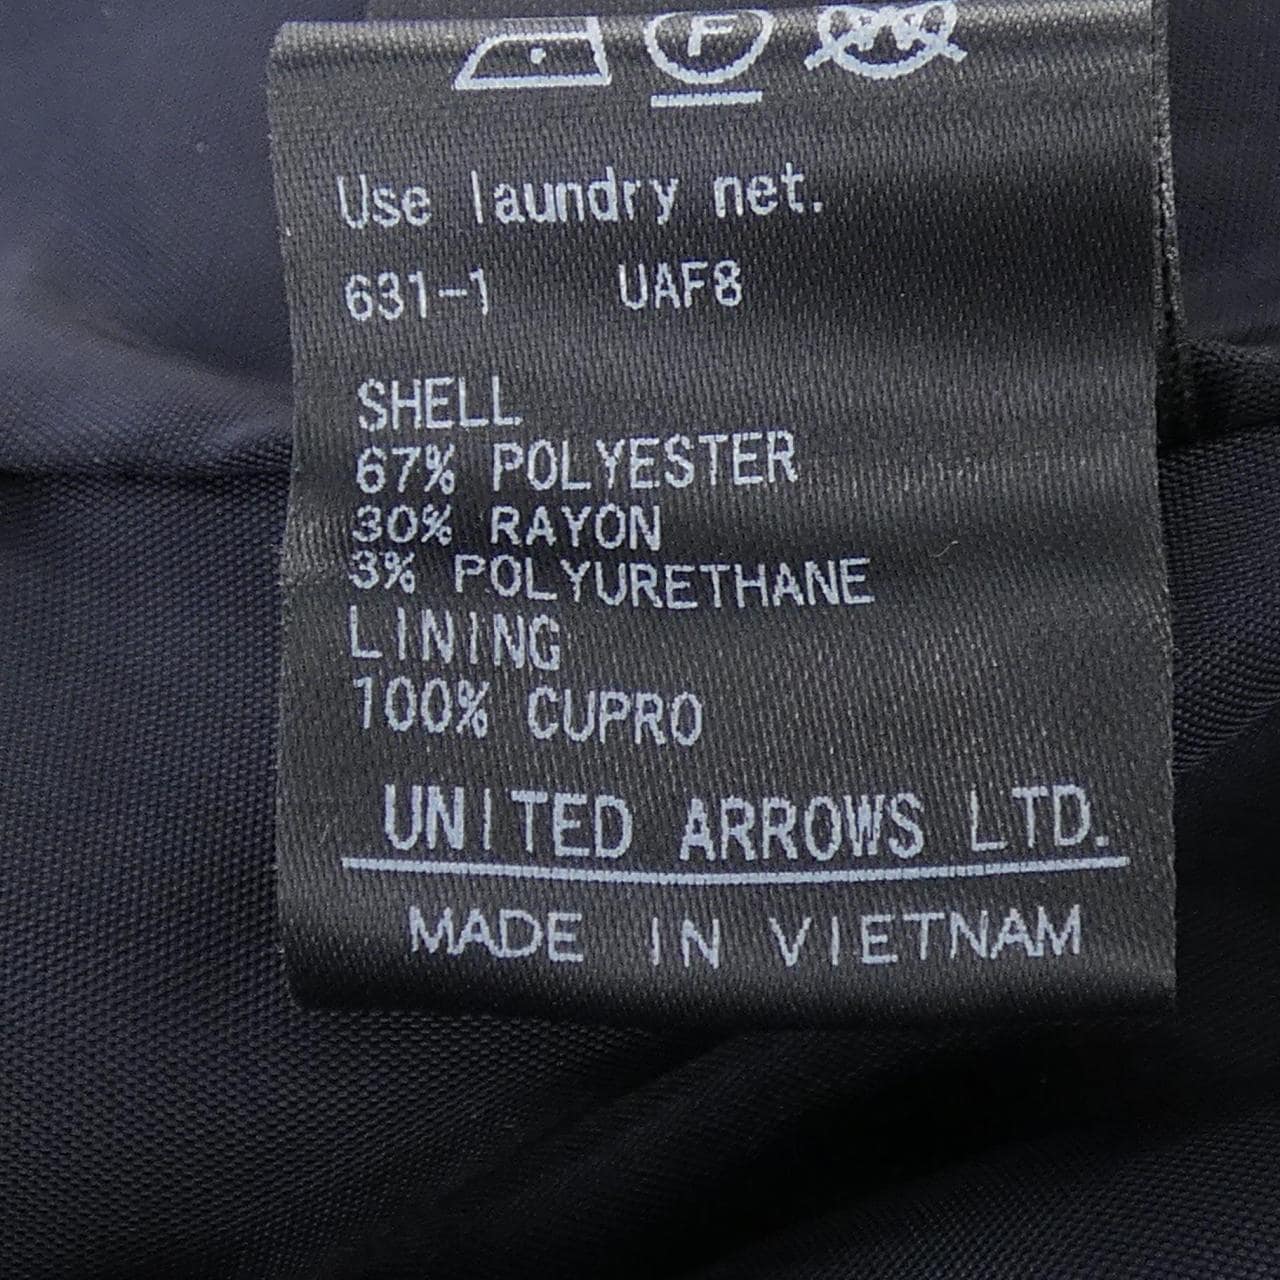 F
W
Use laundry net.
631-1 UAF8
SHELL
67% POLYESTER
30% RAYON
3% POLYURETHANE
LINING
100% CUPRO
UNITED ARROWS LTD.
MADE IN VIETNAM